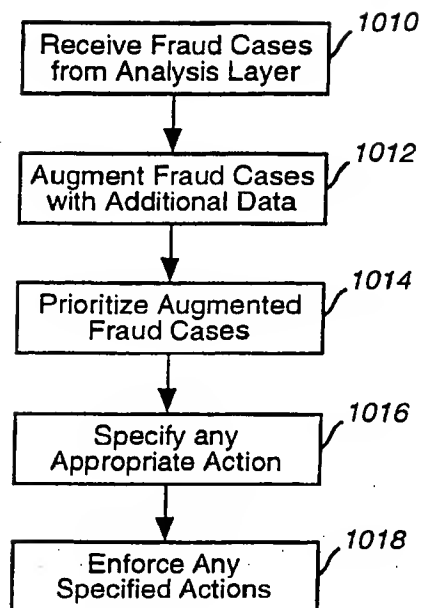 1010
Receive Fraud Cases
from Analysis Layer
1012
Augment Fraud Cases
with Additional Data
1014
Prioritize Augmented
Fraud Cases
1016
Specify any
Appropriate Action
1018
Enforce Any
Specified Actions